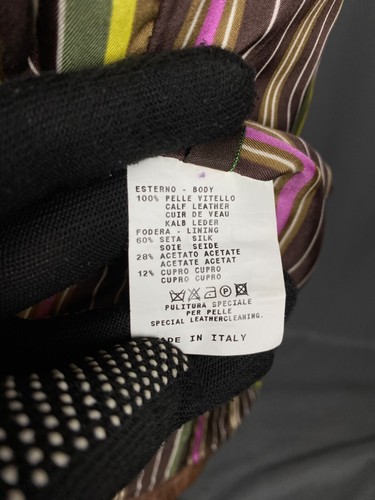 ESTERNO - BODY
100% PELLE VITELLO
CALF LEATHER
CUIR DE VEAU
KALB LEDER
FODERA - LINING
60% SETA SILK
SOIE SEIDE
28% ACETATO ACETATE
ACETATE ACETAT
12% CUPRO CUPRO
CUPRO CUPRO
P
PULITURA SPECIALE
PER PELLE
SPECIAL LEATHERCLEANING.
IN ITALY